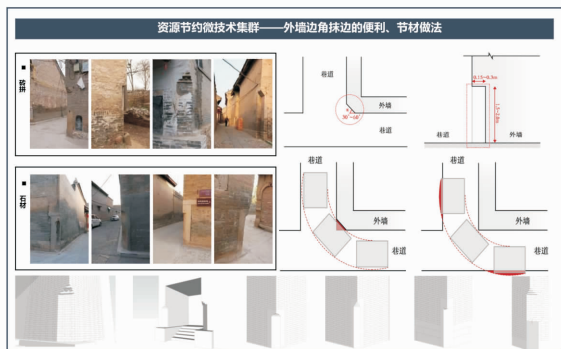 资源节约微技术集群——外墙边角抹边的便利、节材做法
■ 砖拼
巷道
外墙
30°~60°
巷道
0.15~0.3m
1.5~2.0m
巷道
外墙
■ 石材
巷道
外墙
巷道
巷道
外墙
巷道